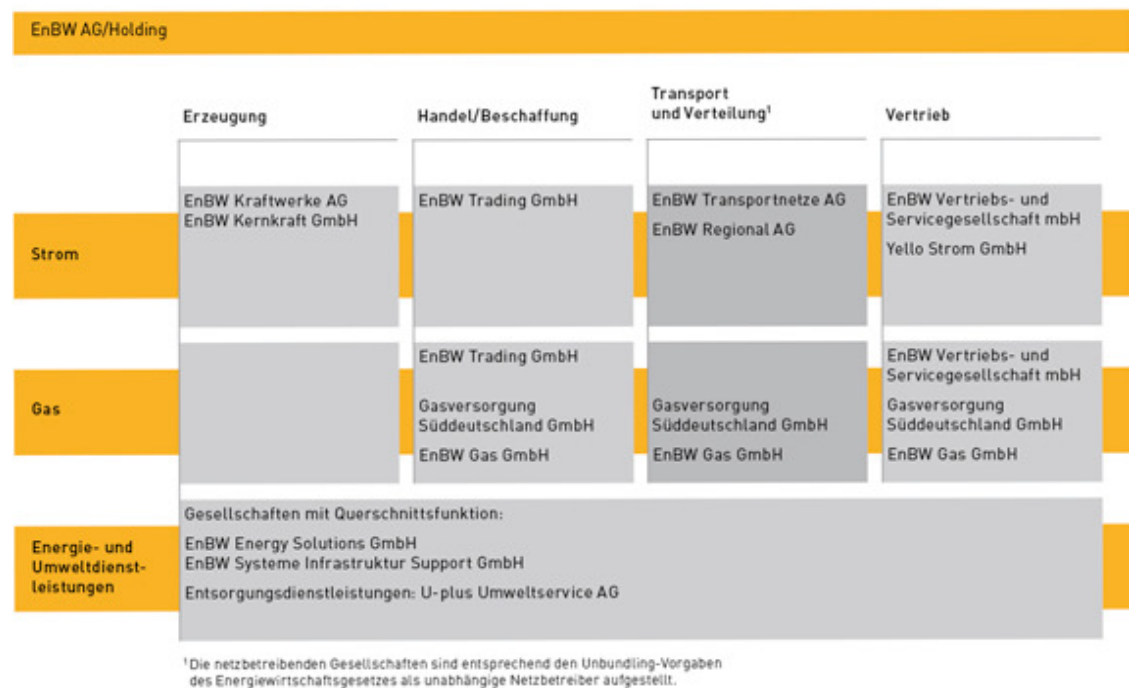 EnBW AG/Holding
Erzeugung
Handel/Beschaffung
Transport
und Verteilung¹
Vertrieb
Strom
EnBW Kraftwerke AG
EnBW Kernkraft GmbH
EnBW Trading GmbH
EnBW Transportnetze AG
EnBW Regional AG
EnBW Vertriebs- und
Servicegesellschaft mbH
Yello Strom GmbH
Gas
EnBW Trading GmbH
Gasversorgung
Süddeutschland GmbH
EnBW Gas GmbH
Gasversorgung
Süddeutschland GmbH
EnBW Gas GmbH
EnBW Vertriebs- und
Servicegesellschaft mbH
Gasversorgung
Süddeutschland GmbH
EnBW Gas GmbH
Energie- und
Umweltdienst-
leistungen
Gesellschaften mit Querschnittsfunktion:
EnBW Energy Solutions GmbH
EnBW Systeme Infrastruktur Support GmbH
Entsorgungsdienstleistungen: U-plus Umweltservice AG
¹ Die netzbetreibenden Gesellschaften sind entsprechend den Unbundling-Vorgaben
des Energiewirtschaftsgesetzes als unabhängige Netzbetreiber aufgestellt.